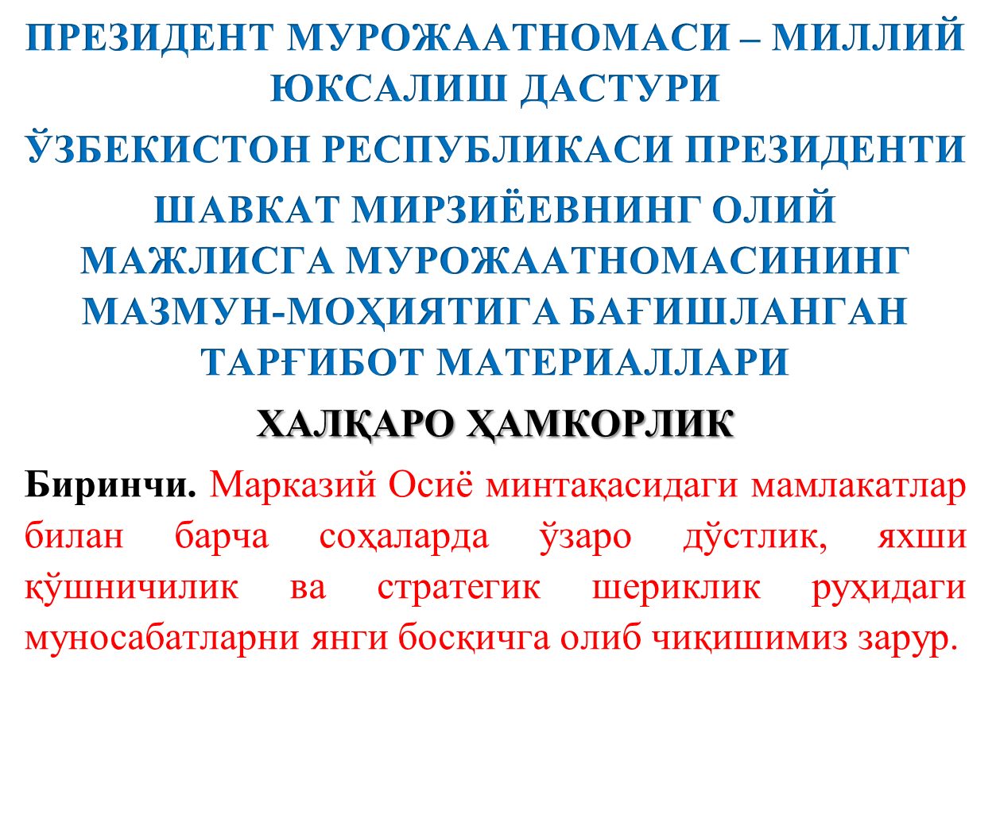 ПРЕЗИДЕНТ МУРОЖААТНОМАСИ – МИЛЛИЙ
ЮКСАЛИШ ДАСТУРИ
ЎЗБЕКИСТОН РЕСПУБЛИКАСИ ПРЕЗИДЕНТИ
ШАВКАТ МИРЗИЁЕВНИНГ ОЛИЙ
МАЖЛИСГА МУРОЖААТНОМАСИНИНГ
МАЗМУН-МОҲИЯТИГА БАҒИШЛАНГАН
ТАРҒИБОТ МАТЕРИАЛЛАРИ
ХАЛҚАРО ҲАМКОРЛИК
Биринчи. Марказий Осиё минтақасидаги мамлакатлар
билан барча соҳаларда ўзаро дўстлик, яхши
қўшничилик ва стратегик шериклик руҳидаги
муносабатларни янги босқичга олиб чиқишимиз зарур.